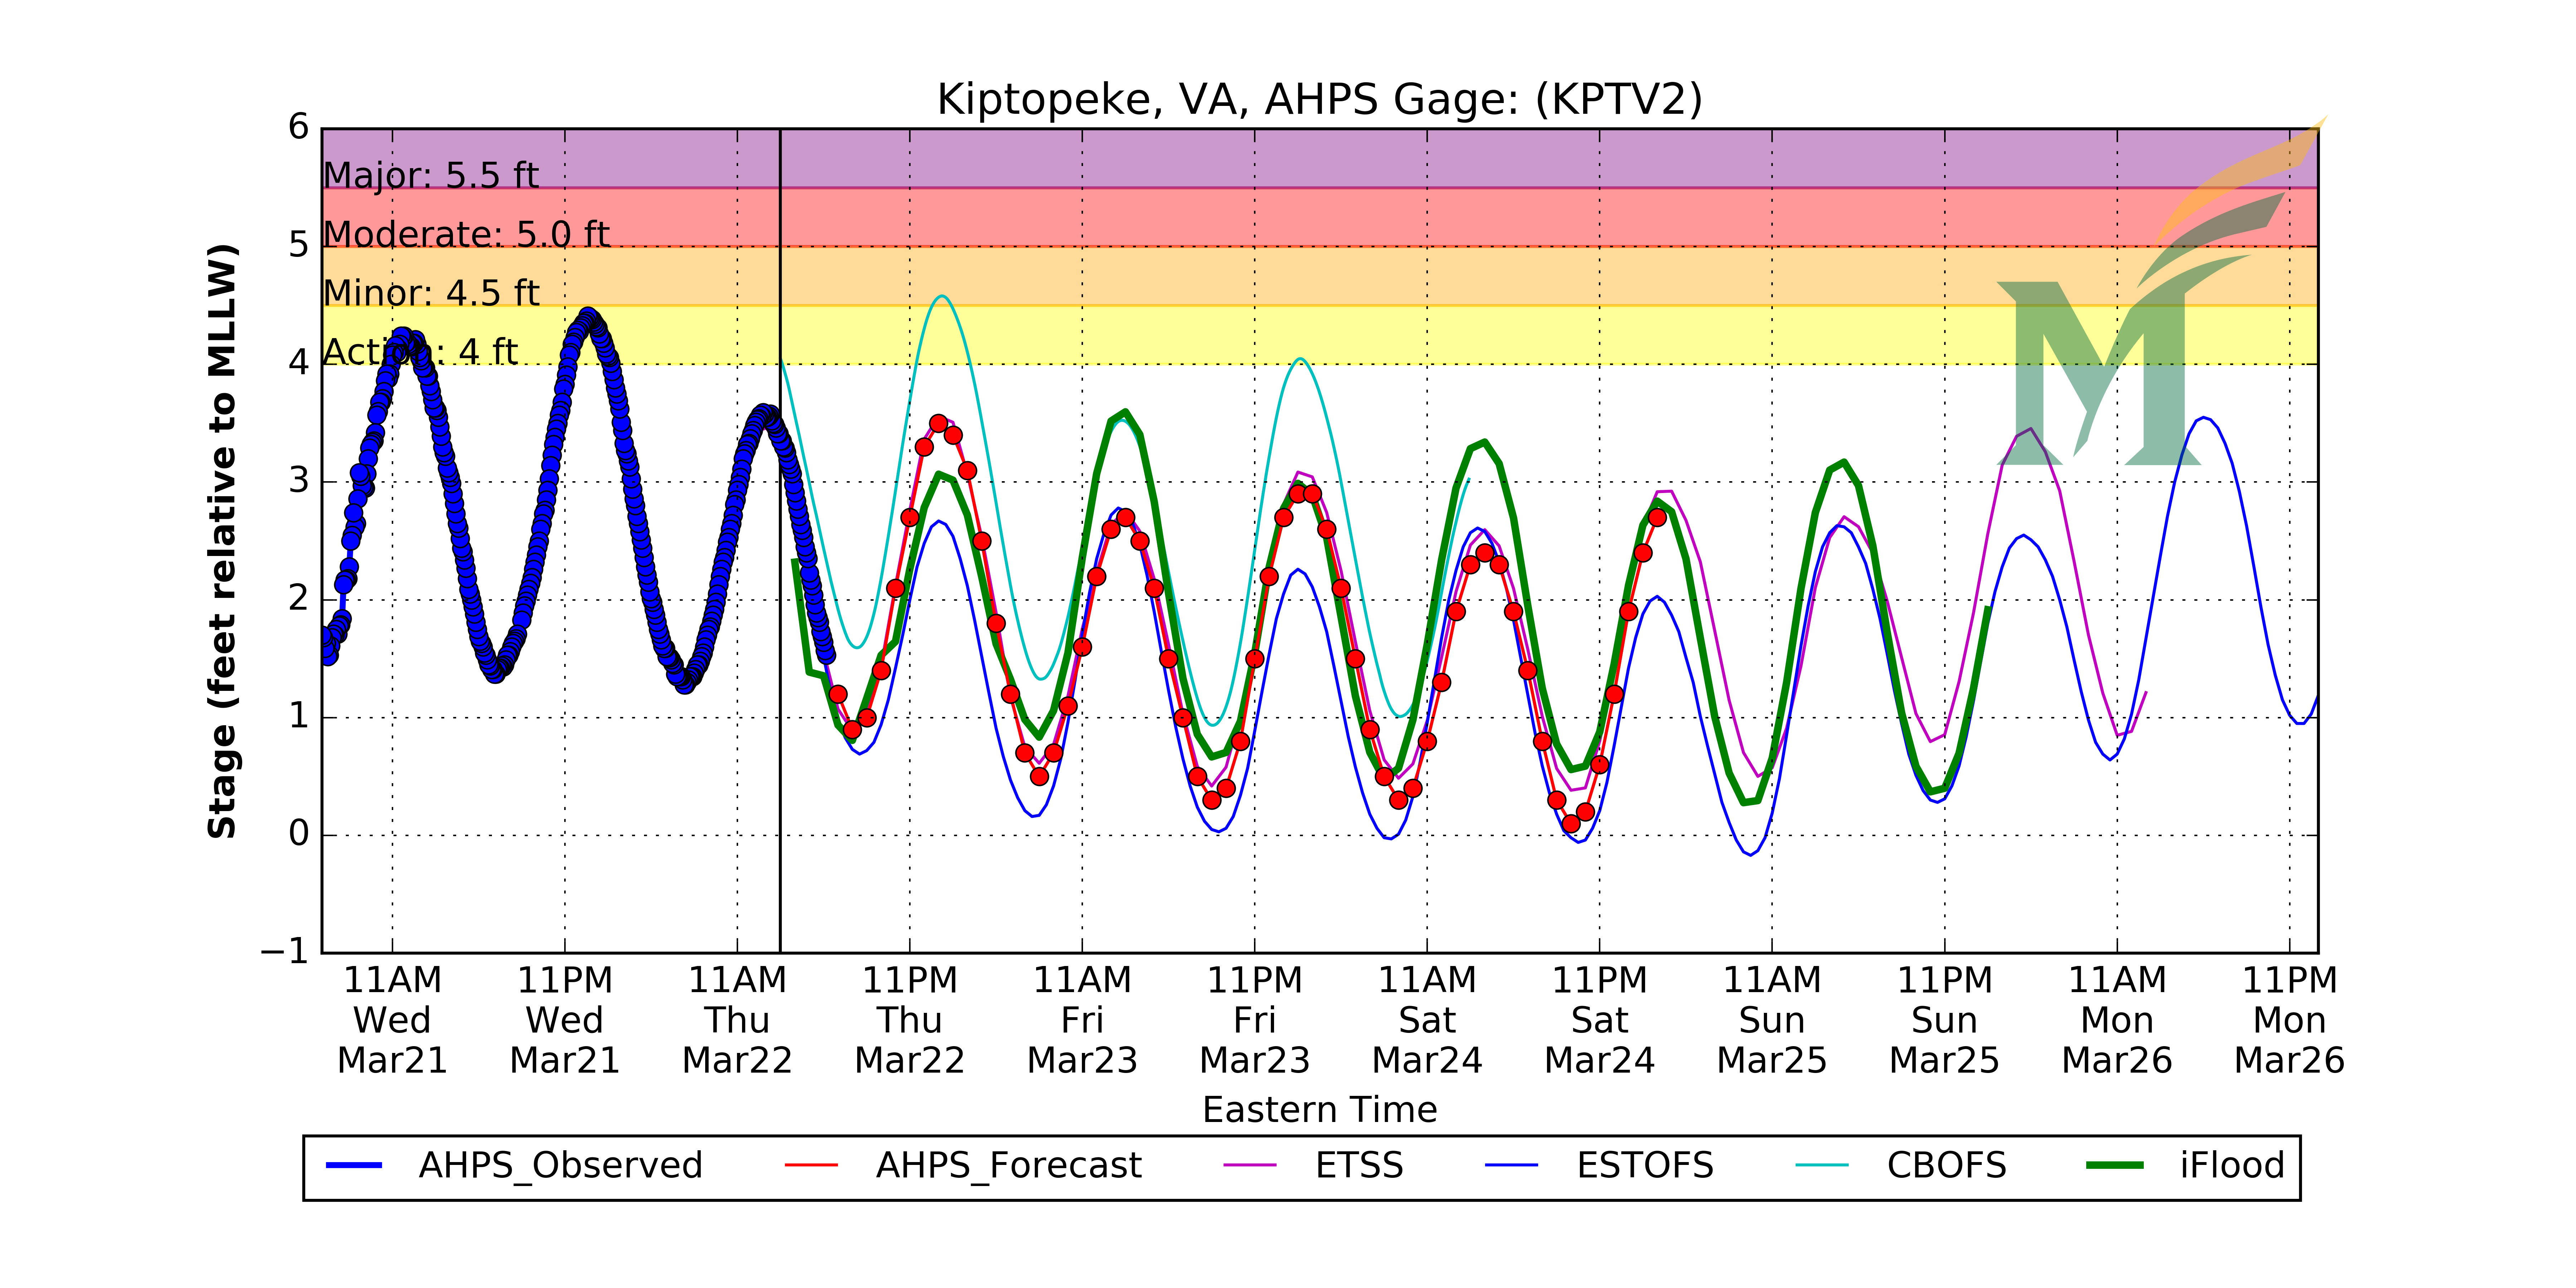 Kiptopeke, VA, AHPS Gage: (KPTV2)
Stage (feet relative to MLLW)
6
5
4
3
2
1
0
−1
Major: 5.5 ft
Moderate: 5.0 ft
Minor: 4.5 ft
Action: 4 ft
11AM 11PM 11AM 11PM 11AM 11PM 11AM 11PM 11AM 11PM 11AM 11PM
Wed Wed Thu Thu Fri Fri Sat Sat Sun Sun Mon Mon
Mar21 Mar21 Mar22 Mar22 Mar23 Mar23 Mar24 Mar24 Mar25 Mar25 Mar26 Mar26
Eastern Time
AHPS_Observed AHPS_Forecast ETSS ESTOFS CBOFS iFlood